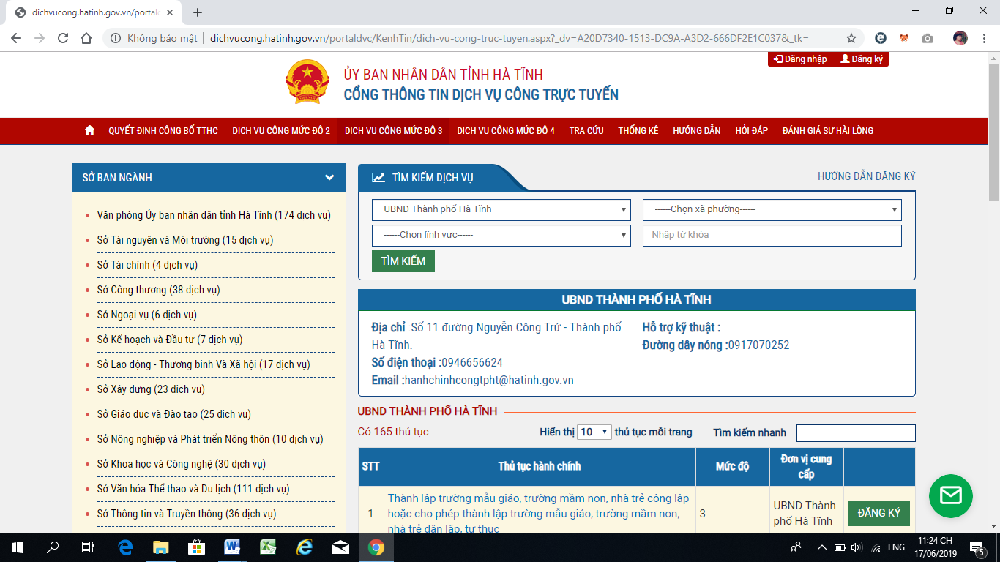 dichvucong.hatinh.gov.vn/portald
Không bảo mật
dichvucong.hatinh.gov.vn/portaldvc/KenhTin/dich-vu-cong-truc-tuyen.aspx?_dv=A20D7340-1513-DC9A-A3D2-666DF2E1C037&_tk=
Đăng nhập Đăng ký
ỦY BAN NHÂN DÂN TỈNH HÀ TĨNH
CỔNG THÔNG TIN DỊCH VỤ CÔNG TRỰC TUYẾN
QUYẾT ĐỊNH CÔNG BỐ TTHC DỊCH VỤ CÔNG MỨC ĐỘ 2 DỊCH VỤ CÔNG MỨC ĐỘ 3 DỊCH VỤ CÔNG MỨC ĐỘ 4 TRA CỨU THỐNG KÊ HƯỚNG DẪN HỎI ĐÁP ĐÁNH GIÁ SỰ HÀI LÒNG
SỞ BAN NGÀNH
Văn phòng Ủy ban nhân dân tỉnh Hà Tĩnh (174 dịch vụ)
Sở Tài nguyên và Môi trường (15 dịch vụ)
Sở Tài chính (4 dịch vụ)
Sở Công thương (38 dịch vụ)
Sở Ngoại vụ (6 dịch vụ)
Sở Kế hoạch và Đầu tư (7 dịch vụ)
Sở Lao động - Thương binh Và Xã hội (17 dịch vụ)
Sở Xây dựng (23 dịch vụ)
Sở Giáo dục và Đào tạo (25 dịch vụ)
Sở Nông nghiệp và Phát triển Nông thôn (10 dịch vụ)
Sở Khoa học và Công nghệ (30 dịch vụ)
Sở Văn hóa Thể thao và Du lịch (111 dịch vụ)
Sở Thông tin và Truyền thông (36 dịch vụ)
TÌM KIẾM DỊCH VỤ
HƯỚNG DẪN ĐĂNG KÝ
UBND Thành phố Hà Tĩnh
------Chọn xã phường------
------Chọn lĩnh vực------
Nhập từ khóa
TÌM KIẾM
UBND THÀNH PHỐ HÀ TĨNH
Địa chỉ :Số 11 đường Nguyễn Công Trứ - Thành phố
Hà Tĩnh.
Số điện thoại :0946656624
Email :hanhchinhcongtpht@hatinh.gov.vn
Hỗ trợ kỹ thuật :
Đường dây nóng :0917070252
UBND THÀNH PHỐ HÀ TĨNH
Có 165 thủ tục
Hiển thị 10 thủ tục mỗi trang
Tìm kiếm nhanh
STT
Thủ tục hành chính
Mức độ
Đơn vị cung
cấp
1
Thành lập trường mẫu giáo, trường mầm non, nhà trẻ công lập
hoặc cho phép thành lập trường mẫu giáo, trường mầm non,
nhà trẻ dân lập, tư thục
3
UBND Thành
phố Hà Tĩnh
ĐĂNG KÝ
ENG
11:24 CH
17/06/2019
5